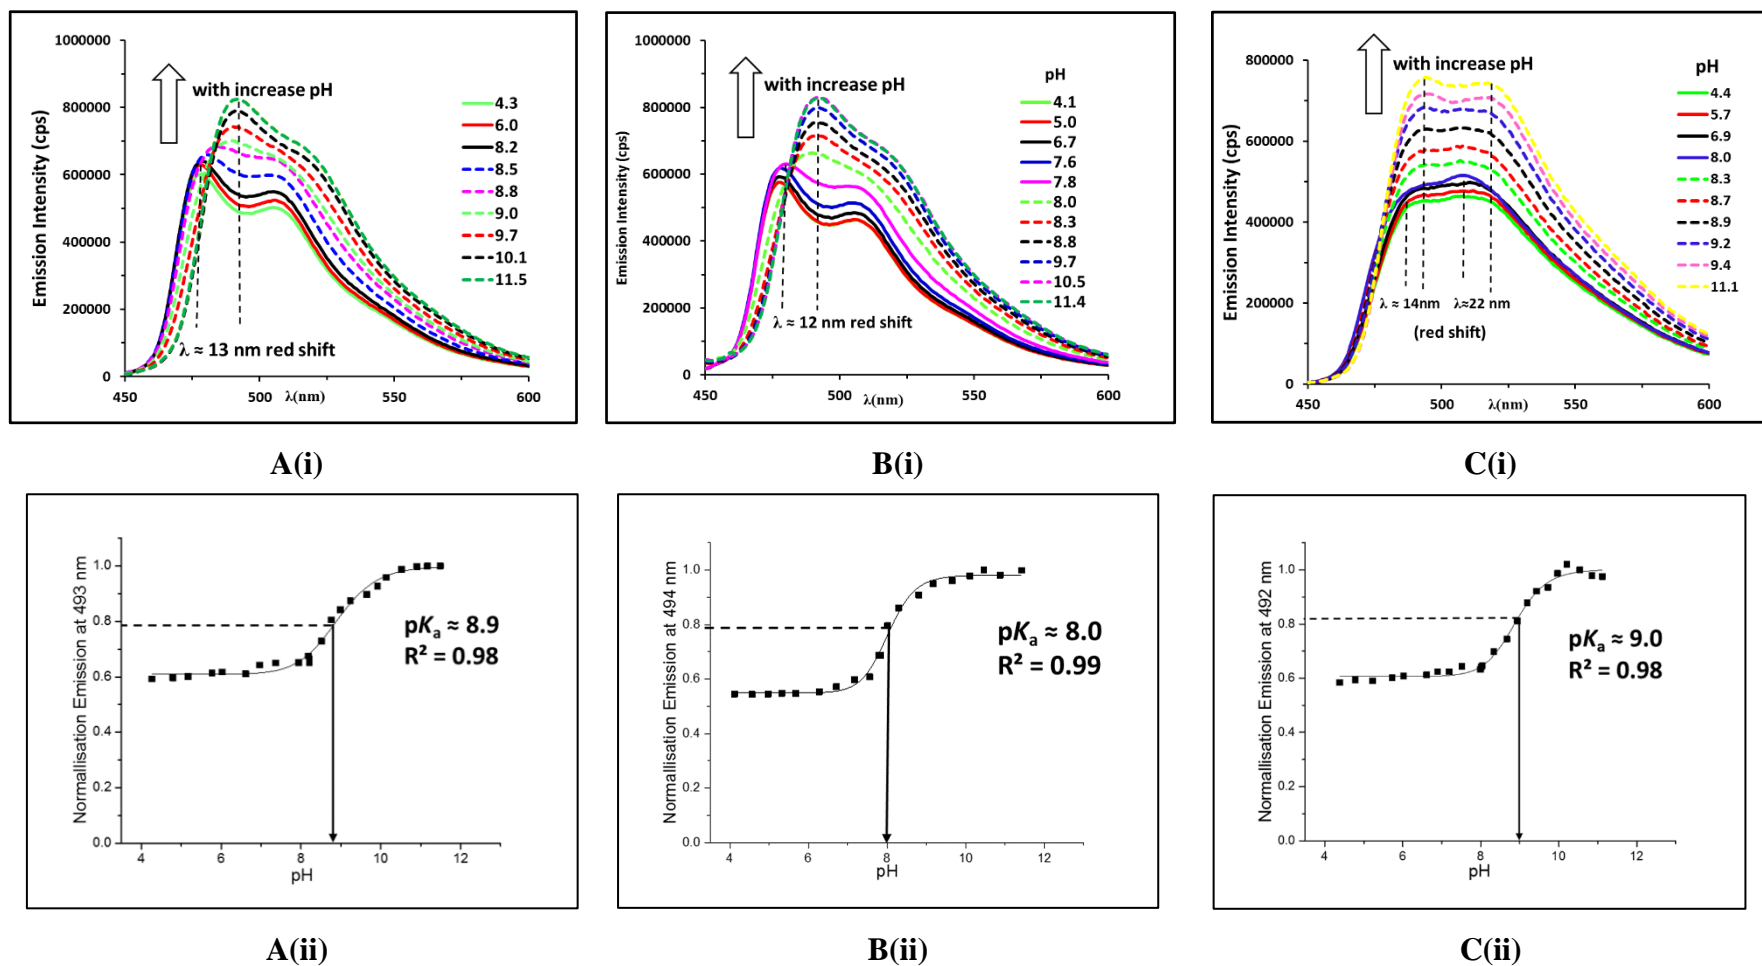 1000000
800000
600000
400000
200000
0
450
500
550
600
λ(nm)
Emission Intensity (cps)
with increase pH
4.3
6.0
8.2
8.5
8.8
9.0
9.7
10.1
11.5
λ ≈ 13 nm red shift
A(i)
1000000
800000
600000
400000
200000
0
450
500
550
600
λ(nm)
Emission Intensity (cps)
with increase pH
pH
4.1
5.0
6.7
7.6
7.8
8.0
8.3
8.8
9.7
10.5
11.4
λ ≈ 12 nm red shift
B(i)
800000
600000
400000
200000
0
450
500
550
600
λ(nm)
Emission Intensity (cps)
with increase pH
pH
4.4
5.7
6.9
8.0
8.3
8.7
8.9
9.2
9.4
11.1
λ ≈ 14nm
λ≈22 nm
(red shift)
C(i)
Normallisation Emission at 493 nm
1.0
0.8
0.6
0.4
0.2
0.0
4
6
8
10
12
pH
pKa ≈ 8.9
R² = 0.98
A(ii)
Normallisation Emission at 494 nm
1.0
0.8
0.6
0.4
0.2
0.0
4
6
8
10
12
pH
pKa ≈ 8.0
R² = 0.99
B(ii)
Normallisation Emission at 492 nm
1.0
0.8
0.6
0.4
0.2
0.0
4
6
8
10
12
pH
pKa ≈ 9.0
R² = 0.98
C(ii)